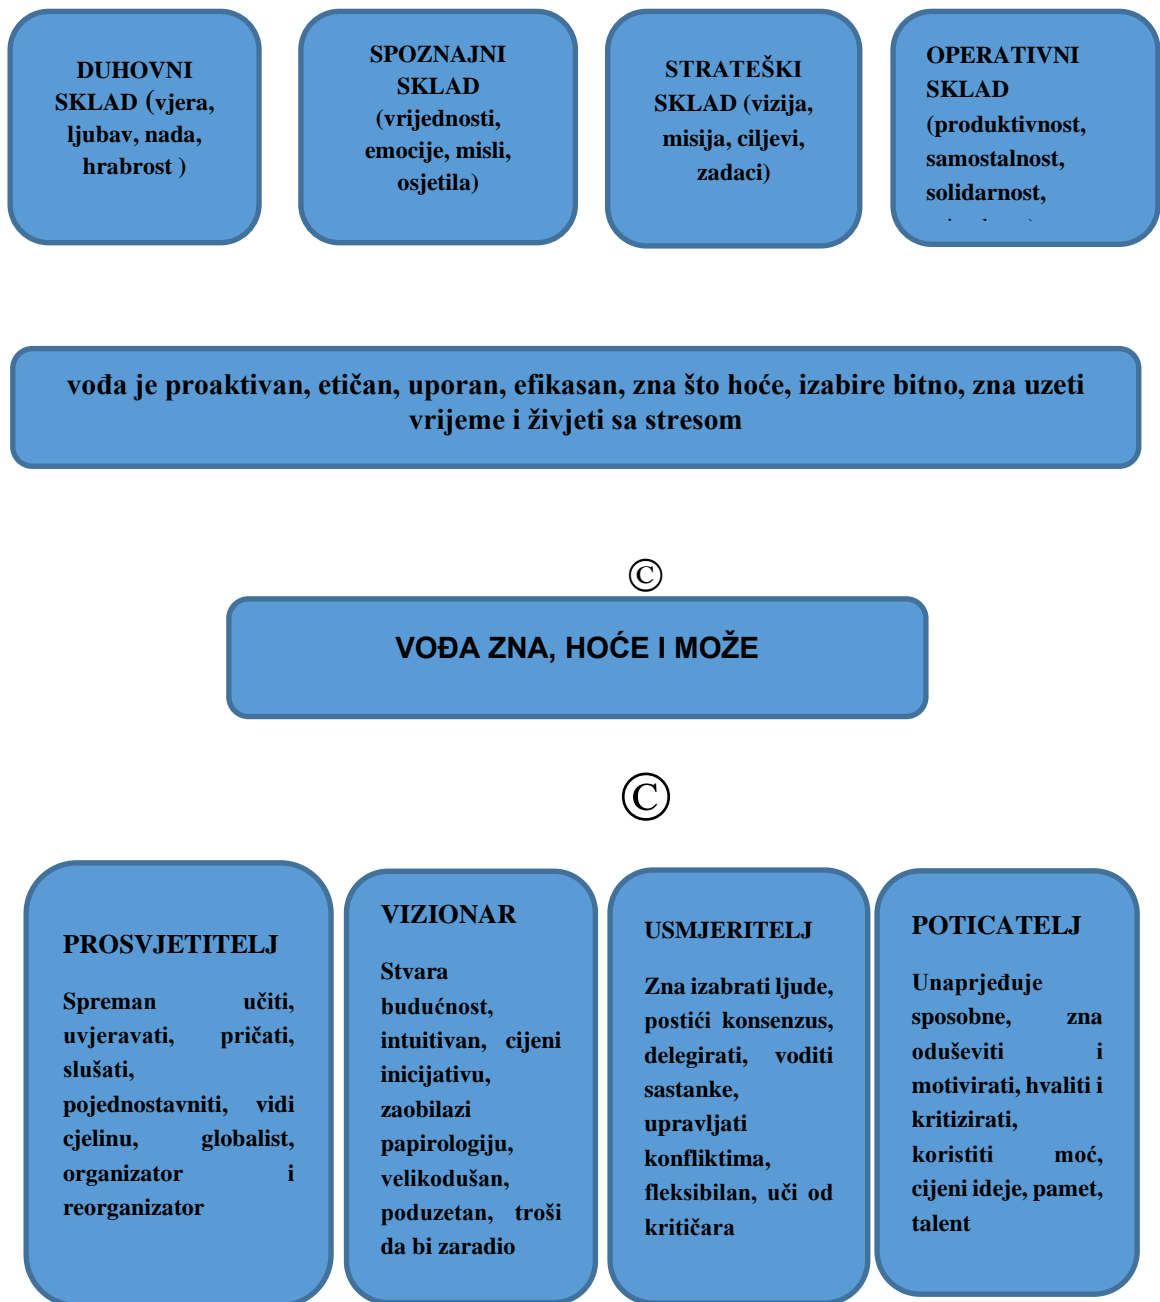 DUHOVNI
SKLAD (vjera,
ljubav, nada,
hrabrost )
SPOZNAJNI
SKLAD
(vrijednosti,
emocije, misli,
osjetila)
STRATEŠKI
SKLAD (vizija,
misija, ciljevi,
zadaci)
OPERATIVNI
SKLAD
(produktivnost,
samostalnost,
solidarnost,
vođa je proaktivan, etičan, uporan, efikasan, zna što hoće, izabire bitno, zna uzeti
vrijeme i živjeti sa stresom
©
VOĐA ZNA, HOĆE I MOŽE
©
PROSVJETITELJ
Spreman učiti,
uvjeravati, pričati,
slušati,
pojednostavniti, vidi
cjelinu, globalist,
organizator i
reorganizator
VIZIONAR
Stvara
budućnost,
intuitivan, cijeni
inicijativu,
zaobilazi
papirologiju,
velikodušan,
poduzetan, troši
da bi zaradio
USMJERITELJ
Zna izabrati ljude,
postići konsenzus,
delegirati, voditi
sastanke,
upravljati
konfliktima,
fleksibilan, uči od
kritičara
POTICATELJ
Unaprjeđuje
sposobne, zna
oduševiti i
motivirati, hvaliti i
kritizirati,
koristiti moć,
cijeni ideje, pamet,
talent